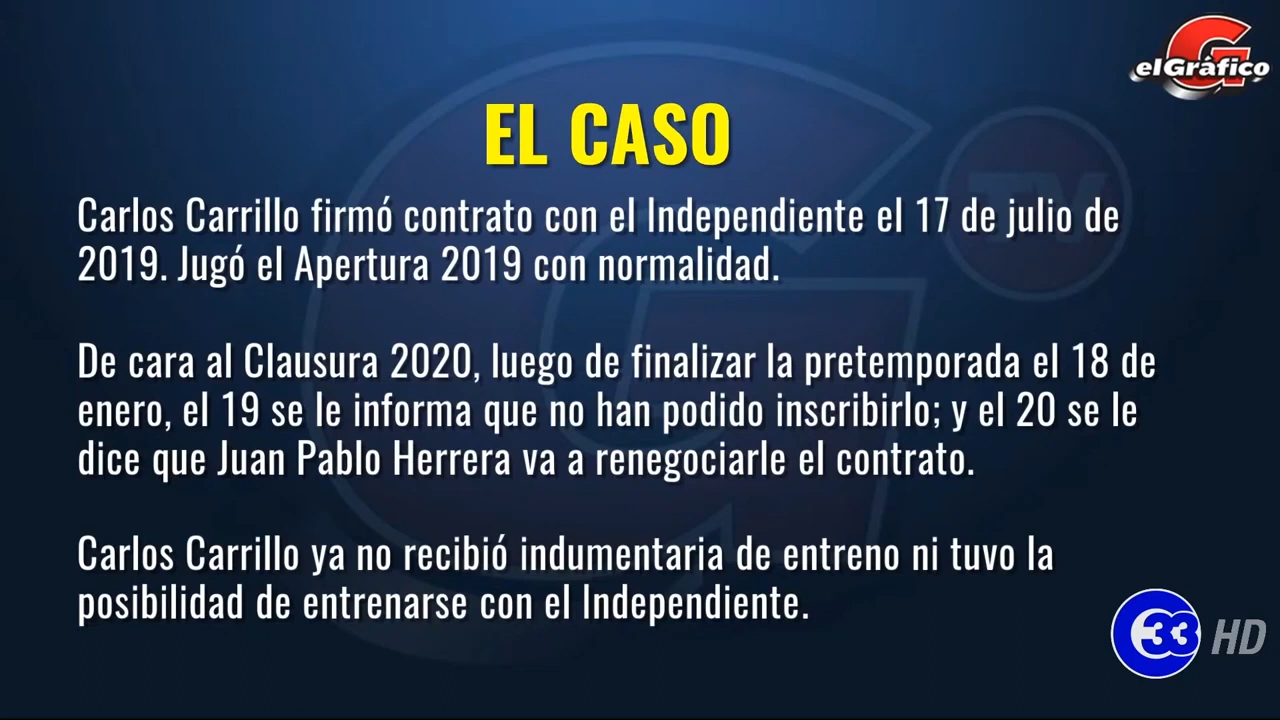 elGráfico
EL CASO
Carlos Carrillo firmó contrato con el Independiente el 17 de julio de
2019. Jugó el Apertura 2019 con normalidad.
De cara al Clausura 2020, luego de finalizar la pretemporada el 18 de
enero, el 19 se le informa que no han podido inscribirlo; y el 20 se le
dice que Juan Pablo Herrera va a renegociarle el contrato.
Carlos Carrillo ya no recibió indumentaria de entreno ni tuvo la
posibilidad de entrenarse con el Independiente.
TV
33 HD